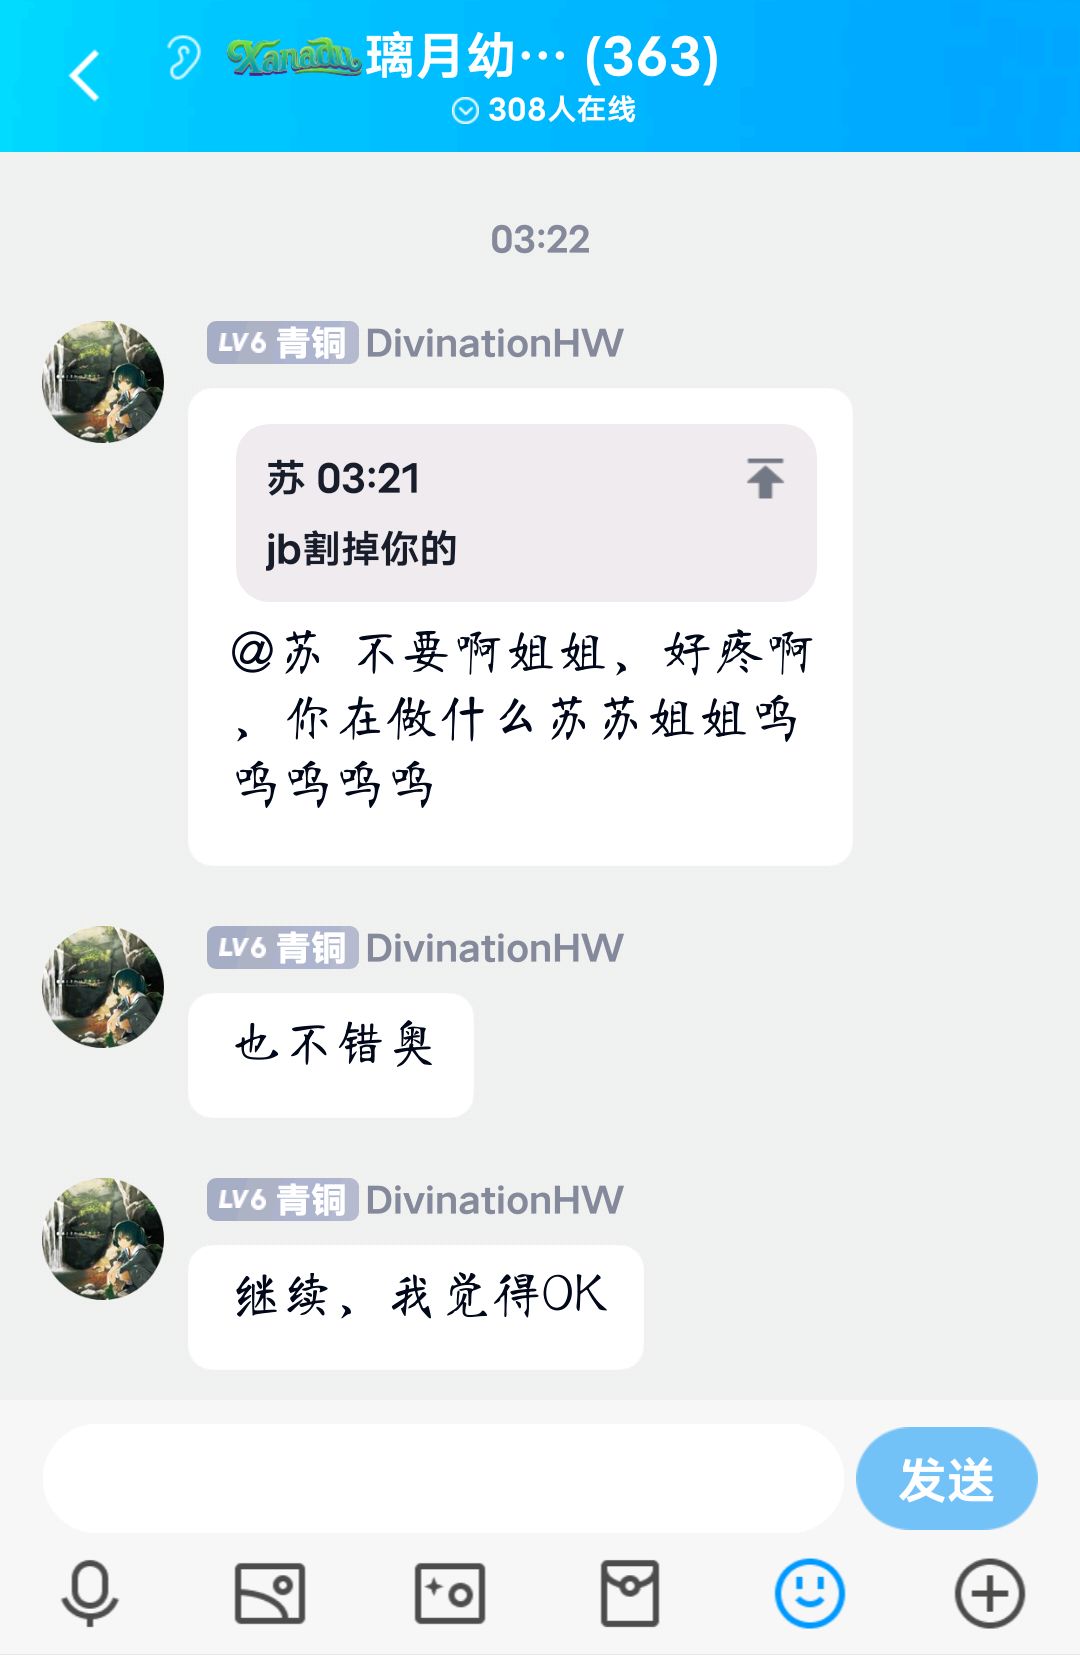 Xanadu 璃月幼… (363)
308人在线
03:22
LV6 青铜 DivinationHW
苏 03:21
jb割掉你的
@苏 不要啊姐姐，好疼啊
，你在做什么苏苏姐姐呜
呜呜呜呜
LV6 青铜 DivinationHW
也不错奥
LV6 青铜 DivinationHW
继续，我觉得OK
发送